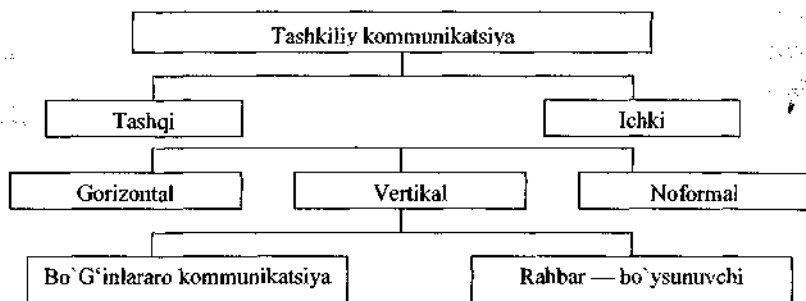 Tashkiliy kommunikatsiya
Tashqi
Ichki
Gorizontal
Vertikal
Noformal
Bo`G‘inlararo kommunikatsiya
Rahbar — bo`ysunuvchi